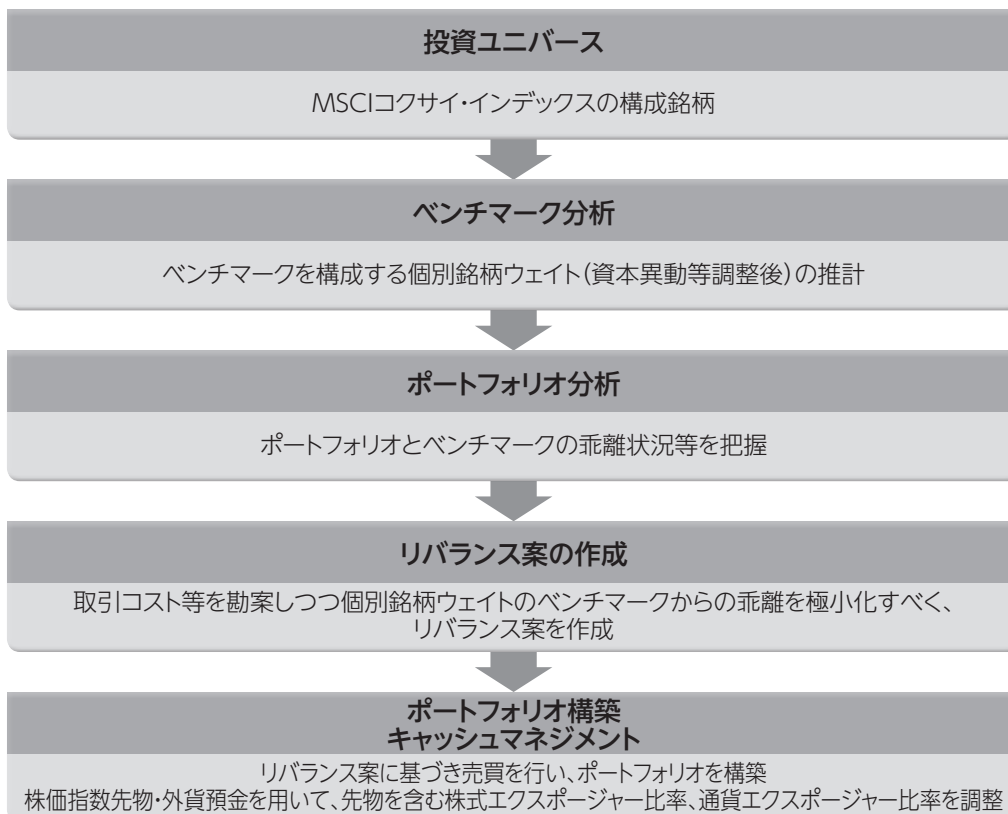 投資ユニバース
MSCIコクサイ・インデックスの構成銘柄
ベンチマーク分析
ベンチマークを構成する個別銘柄ウェイト(資本異動等調整後)の推計
ポートフォリオ分析
ポートフォリオとベンチマークの乖離状況等を把握
リバランス案の作成
取引コスト等を勘案しつつ個別銘柄ウェイトのベンチマークからの乖離を極小化すべく、
リバランス案を作成
ポートフォリオ構築
キャッシュマネジメント
リバランス案に基づき売買を行い、ポートフォリオを構築
株価指数先物・外貨預金を用いて、先物を含む株式エクスポージャー比率、通貨エクスポージャー比率を調整